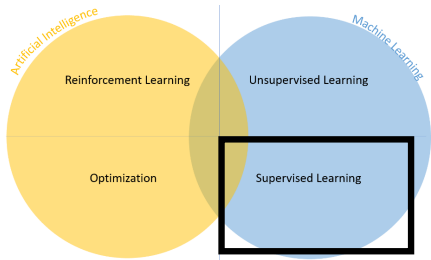 Artificial Intelligence
Machine Learning
Reinforcement Learning
Unsupervised Learning
Optimization
Supervised Learning